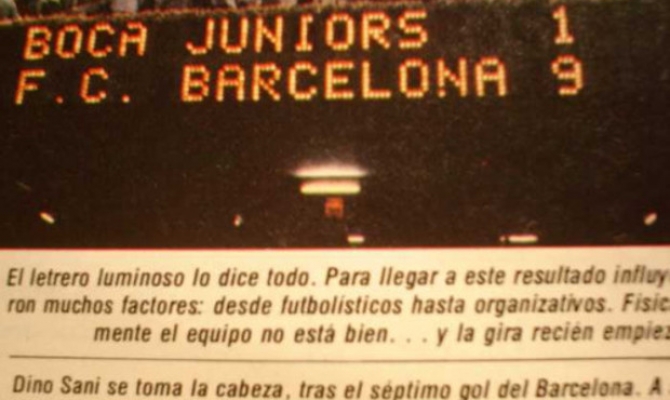 BOCA JUNIORS 1
F.C. BARCELONA 9
El letrero luminoso lo dice todo. Para llegar a este resultado influy
ron muchos factores: desde futbolísticos hasta organizativos. Físic
mente el equipo no está bien. . . y la gira recién empiez
Dino Sani se toma la cabeza, tras el séptimo gol del Barcelona. A